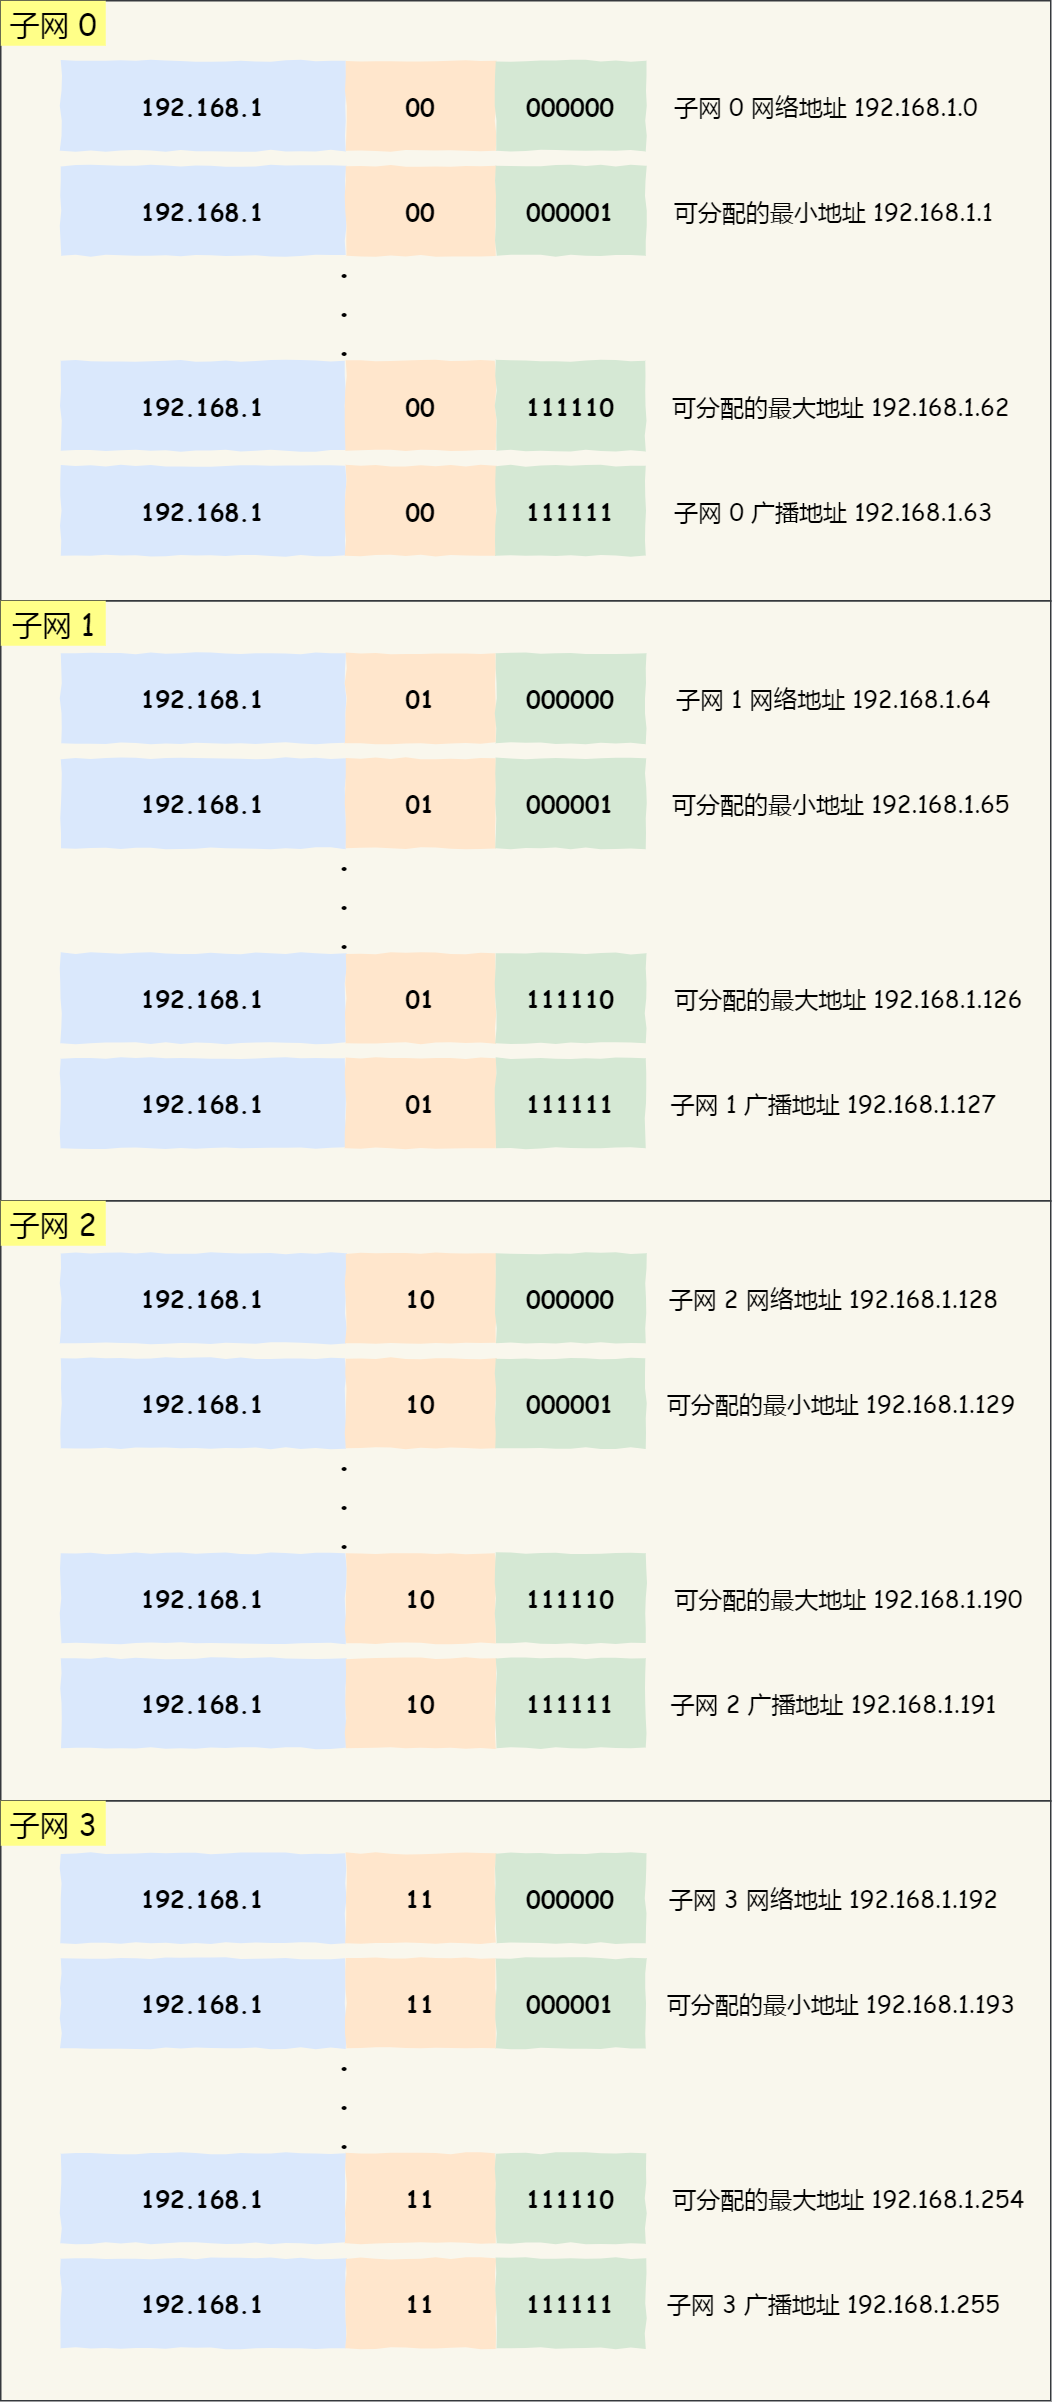 子网 0
192.168.1 00 000000 子网 0 网络地址 192.168.1.0
192.168.1 00 000001 可分配的最小地址 192.168.1.1
192.168.1 00 111110 可分配的最大地址 192.168.1.62
192.168.1 00 111111 子网 0 广播地址 192.168.1.63
子网 1
192.168.1 01 000000 子网 1 网络地址 192.168.1.64
192.168.1 01 000001 可分配的最小地址 192.168.1.65
192.168.1 01 111110 可分配的最大地址 192.168.1.126
192.168.1 01 111111 子网 1 广播地址 192.168.1.127
子网 2
192.168.1 10 000000 子网 2 网络地址 192.168.1.128
192.168.1 10 000001 可分配的最小地址 192.168.1.129
192.168.1 10 111110 可分配的最大地址 192.168.1.190
192.168.1 10 111111 子网 2 广播地址 192.168.1.191
子网 3
192.168.1 11 000000 子网 3 网络地址 192.168.1.192
192.168.1 11 000001 可分配的最小地址 192.168.1.193
192.168.1 11 111110 可分配的最大地址 192.168.1.254
192.168.1 11 111111 子网 3 广播地址 192.168.1.255